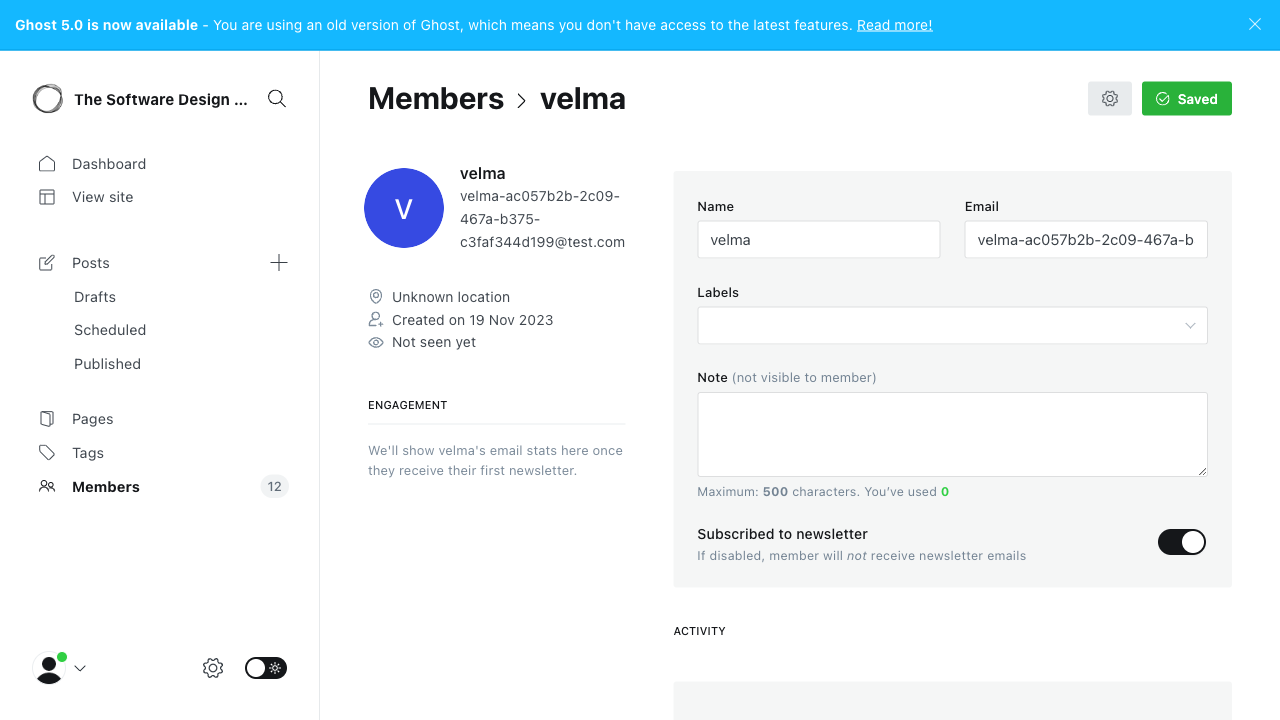 Ghost 5.0 is now available - You are using an old version of Ghost, which means you don't have access to the latest features. Read more!
The Software Design ...
Dashboard
View site
Posts
Drafts
Scheduled
Published
Pages
Tags
Members 12
Members > velma
Saved
V
velma
velma-ac057b2b-2c09-
467a-b375-
c3faf344d199@test.com
Unknown location
Created on 19 Nov 2023
Not seen yet
ENGAGEMENT
We'll show velma's email stats here once
they receive their first newsletter.
Name
velma
Email
velma-ac057b2b-2c09-467a-b
Labels
Note (not visible to member)
Maximum: 500 characters. You've used 0
Subscribed to newsletter
If disabled, member will not receive newsletter emails
ACTIVITY